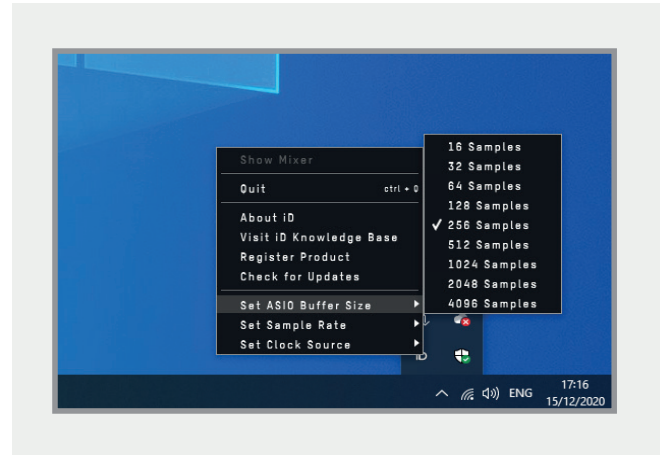 Show Mixer
Quit ctrl + Q
About iD
Visit iD Knowledge Base
Register Product
Check for Updates
Set ASIO Buffer Size
Set Sample Rate
Set Clock Source
16 Samples
32 Samples
64 Samples
128 Samples
256 Samples
512 Samples
1024 Samples
2048 Samples
4096 Samples
ENG
17:16
15/12/2020